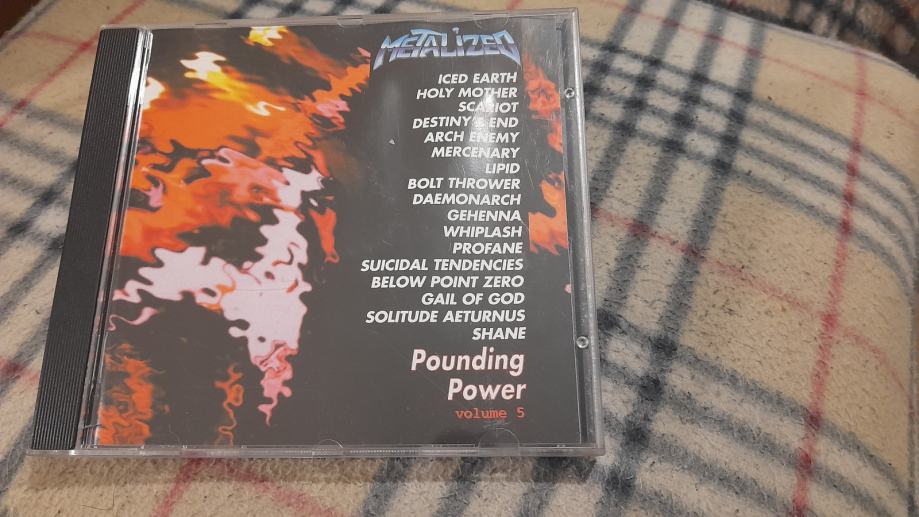 METALIZED
ICED EARTH
HOLY MOTHER
SCARIOT
DESTINY'S END
ARCH ENEMY
MERCENARY
LIPID
BOLT THROWER
DAEMONARCH
GEHENNA
WHIPLASH
PROFANE
SUICIDAL TENDENCIES
BELOW POINT ZERO
GAIL OF GOD
SOLITUDE AETURNUS
SHANE
Pounding
Power
volume 5